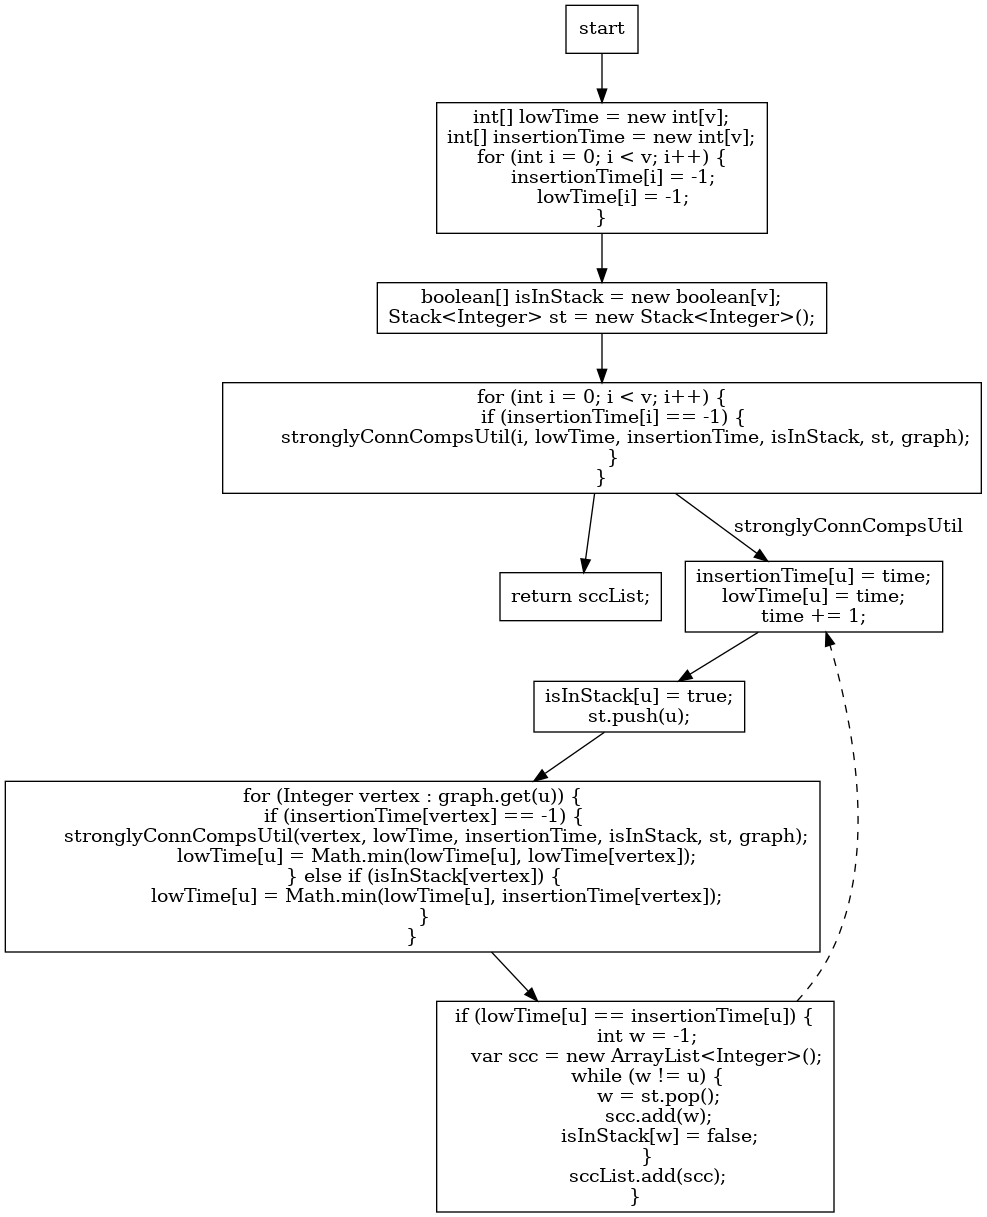 start
int[] lowTime = new int[v];
int[] insertionTime = new int[v];
for (int i = 0; i < v; i++) {
insertionTime[i] = -1;
lowTime[i] = -1;
}
boolean[] isInStack = new boolean[v];
Stack<Integer> st = new Stack<Integer>();
for (int i = 0; i < v; i++) {
if (insertionTime[i] == -1) {
stronglyConnCompsUtil(i, lowTime, insertionTime, isInStack, st, graph);
}
}
stronglyConnCompsUtil
return sccList;
insertionTime[u] = time;
lowTime[u] = time;
time += 1;
isInStack[u] = true;
st.push(u);
for (Integer vertex : graph.get(u)) {
if (insertionTime[vertex] == -1) {
stronglyConnCompsUtil(vertex, lowTime, insertionTime, isInStack, st, graph);
lowTime[u] = Math.min(lowTime[u], lowTime[vertex]);
} else if (isInStack[vertex]) {
lowTime[u] = Math.min(lowTime[u], insertionTime[vertex]);
}
}
if (lowTime[u] == insertionTime[u]) {
int w = -1;
var scc = new ArrayList<Integer>();
while (w != u) {
w = st.pop();
scc.add(w);
isInStack[w] = false;
}
sccList.add(scc);
}